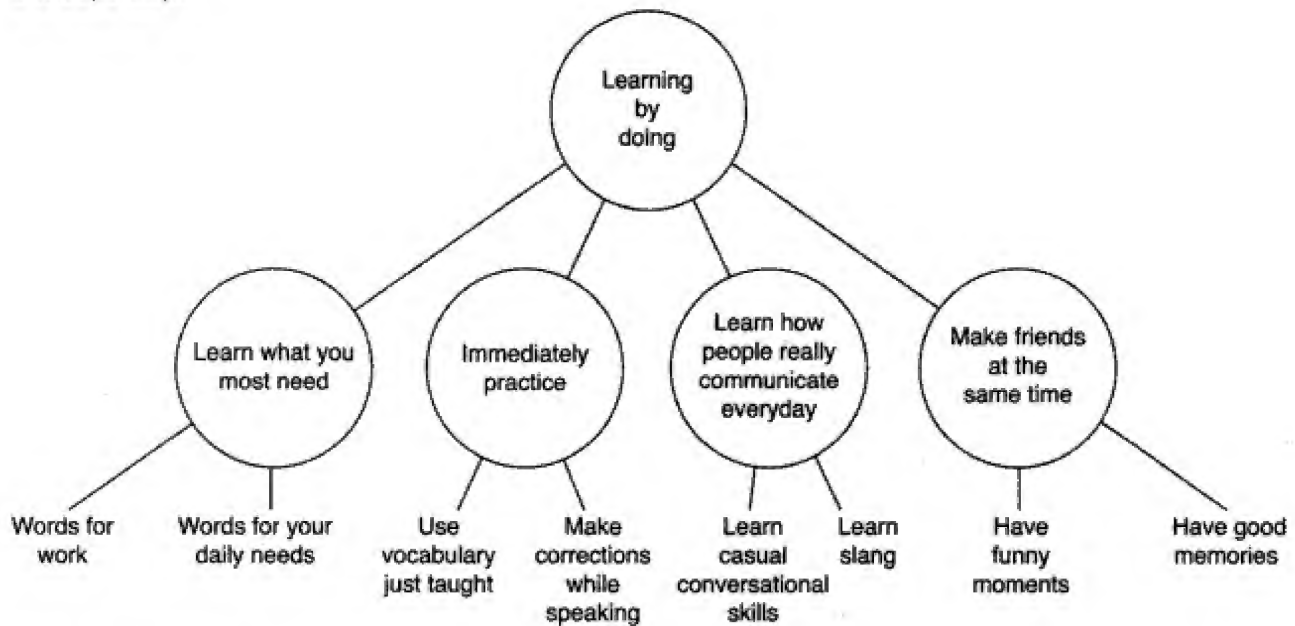 Learning
by
doing
Learn what you
most need
Immediately
practice
Learn how
people really
communicate
everyday
Make friends
at the
same time
Words for
work
Words for your
daily needs
Use
vocabulary
just taught
Make
corrections
while
speaking
Learn
casual
conversational
skills
Learn
slang
Have
funny
moments
Have good
memories